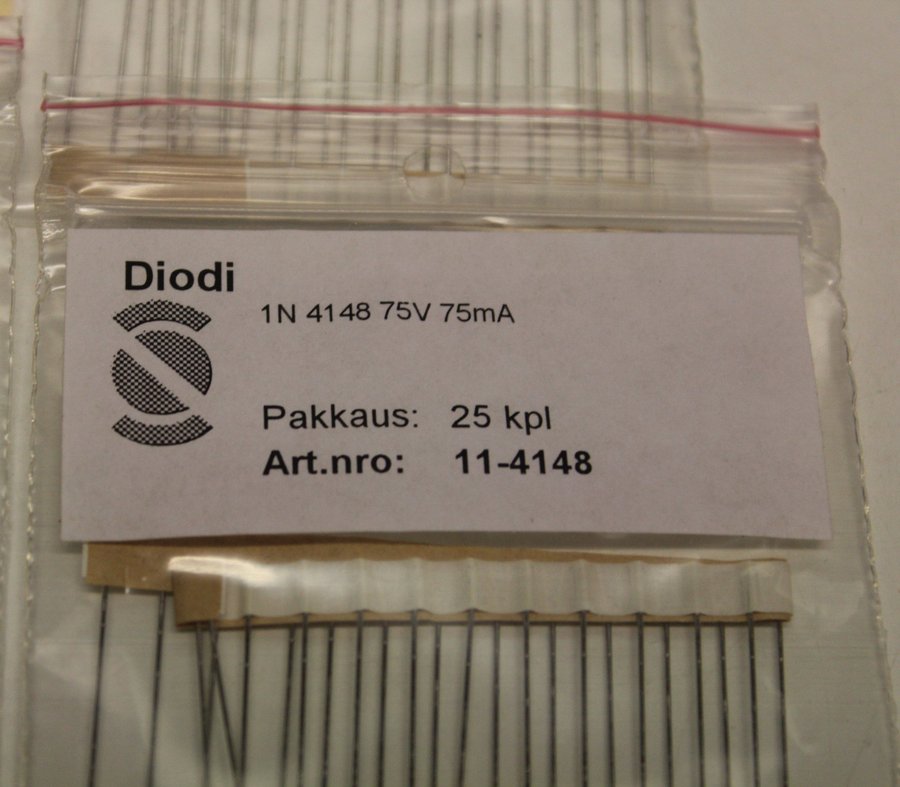 Diodi
1N 4148 75V 75mA
Pakkaus: 25 kpl
Art.nro: 11-4148